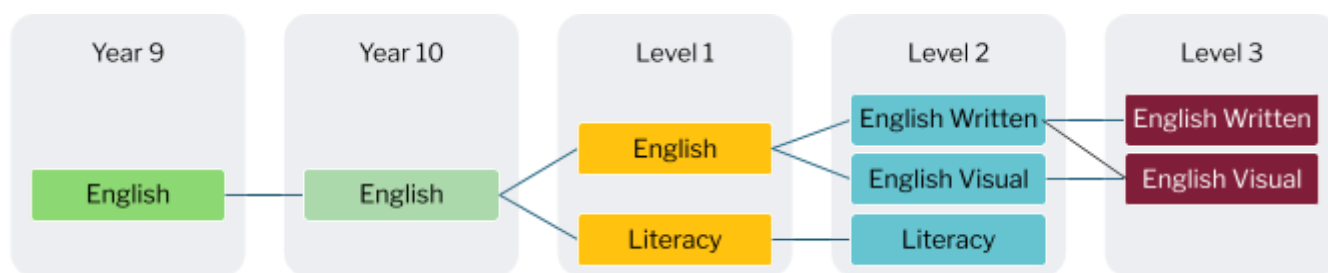 Year 9
Year 10
Level 1
Level 2
Level 3
English
English
English
Literacy
English Written
English Visual
Literacy
English Written
English Visual